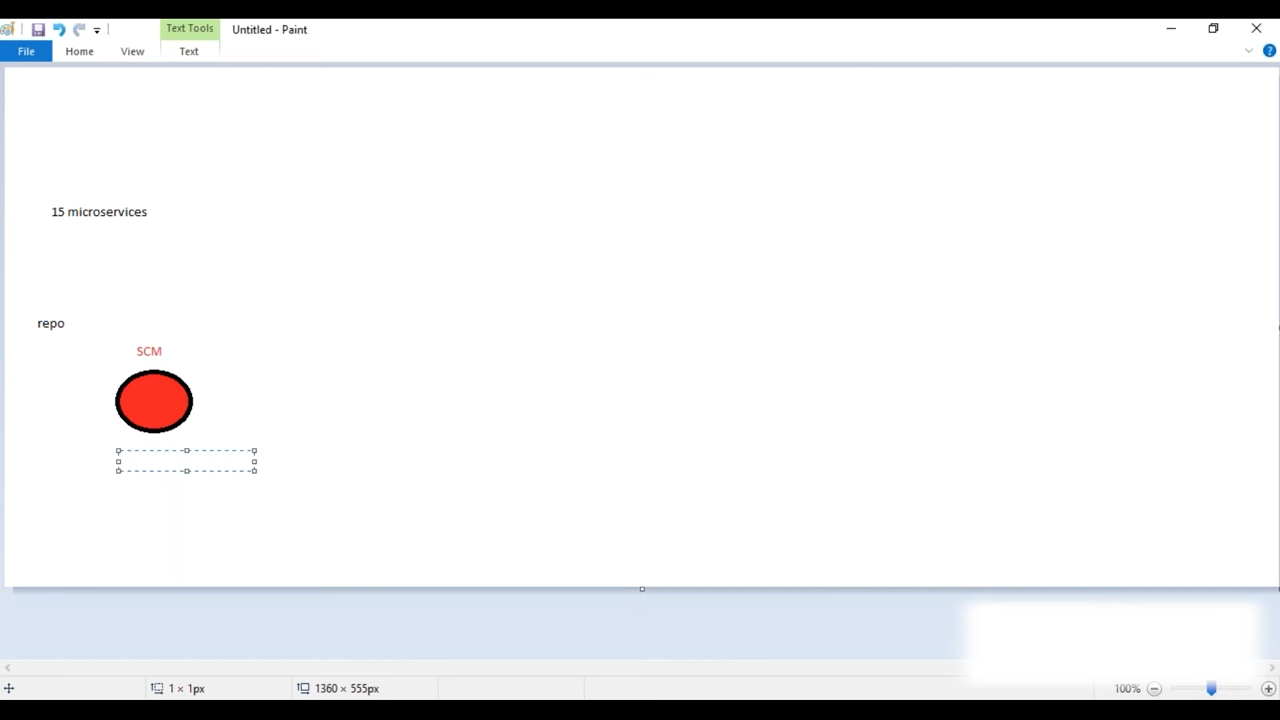 Text Tools
Untitled - Paint
File
Home
View
Text
15 microservices
repo
SCM
1 × 1px
1360 × 555px
100%